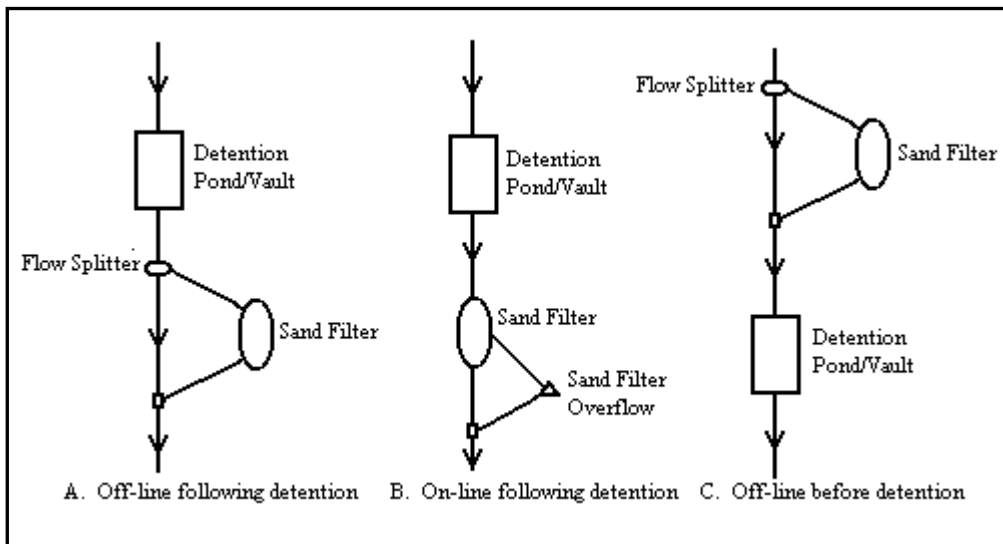 Detention
Pond/Vault
Flow Splitter
Sand Filter
A. Off-line following detention
Detention
Pond/Vault
Sand Filter
Sand Filter
Overflow
B. On-line following detention
Flow Splitter
Sand Filter
Detention
Pond/Vault
C. Off-line before detention